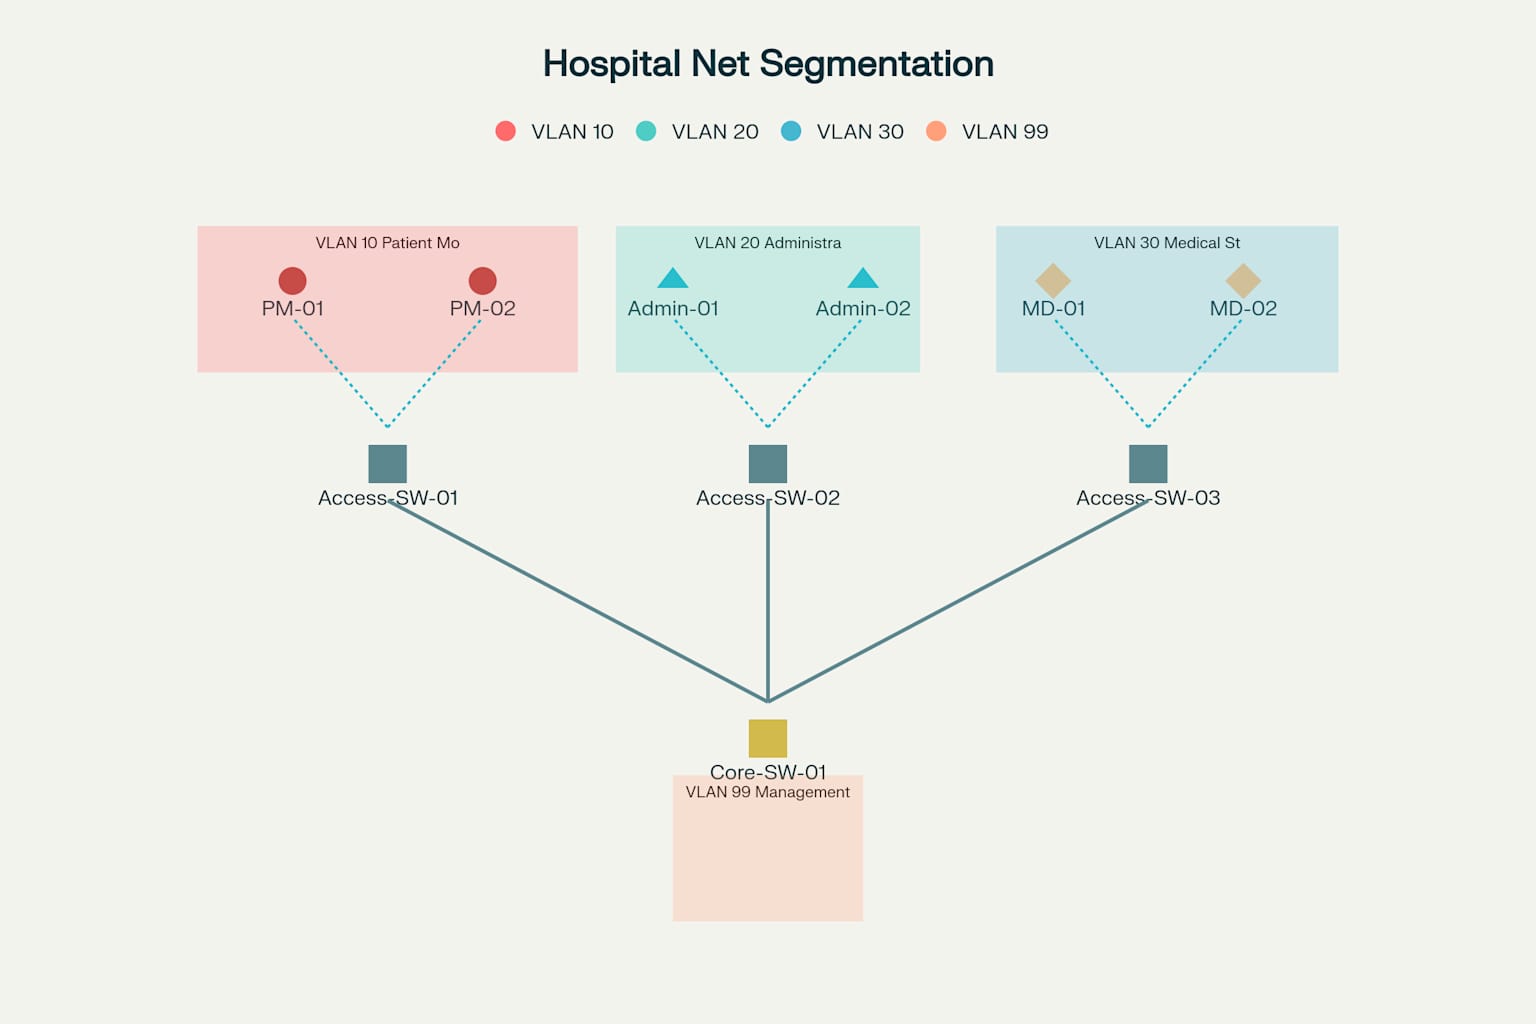 Hospital Net Segmentation
VLAN 10 VLAN 20 VLAN 30 VLAN 99
VLAN 10 Patient Mo VLAN 20 Administra VLAN 30 Medical St
PM-01 PM-02 Admin-01 Admin-02 MD-01 MD-02
Access-SW-01 Access-SW-02 Access-SW-03
Core-SW-01
VLAN 99 Management